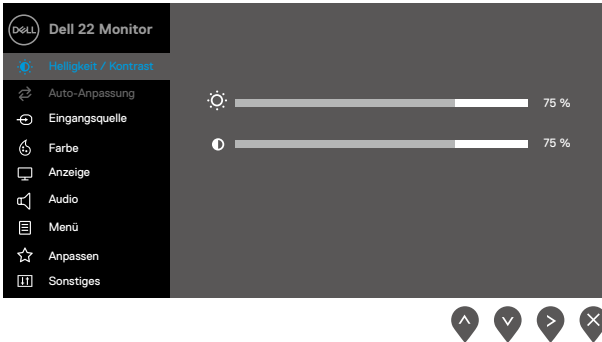 DELL Dell 22 Monitor
Helligkeit / Kontrast
Auto-Anpassung
Eingangsquelle
Farbe
Anzeige
Audio
Menü
Anpassen
Sonstiges
75 %
75 %